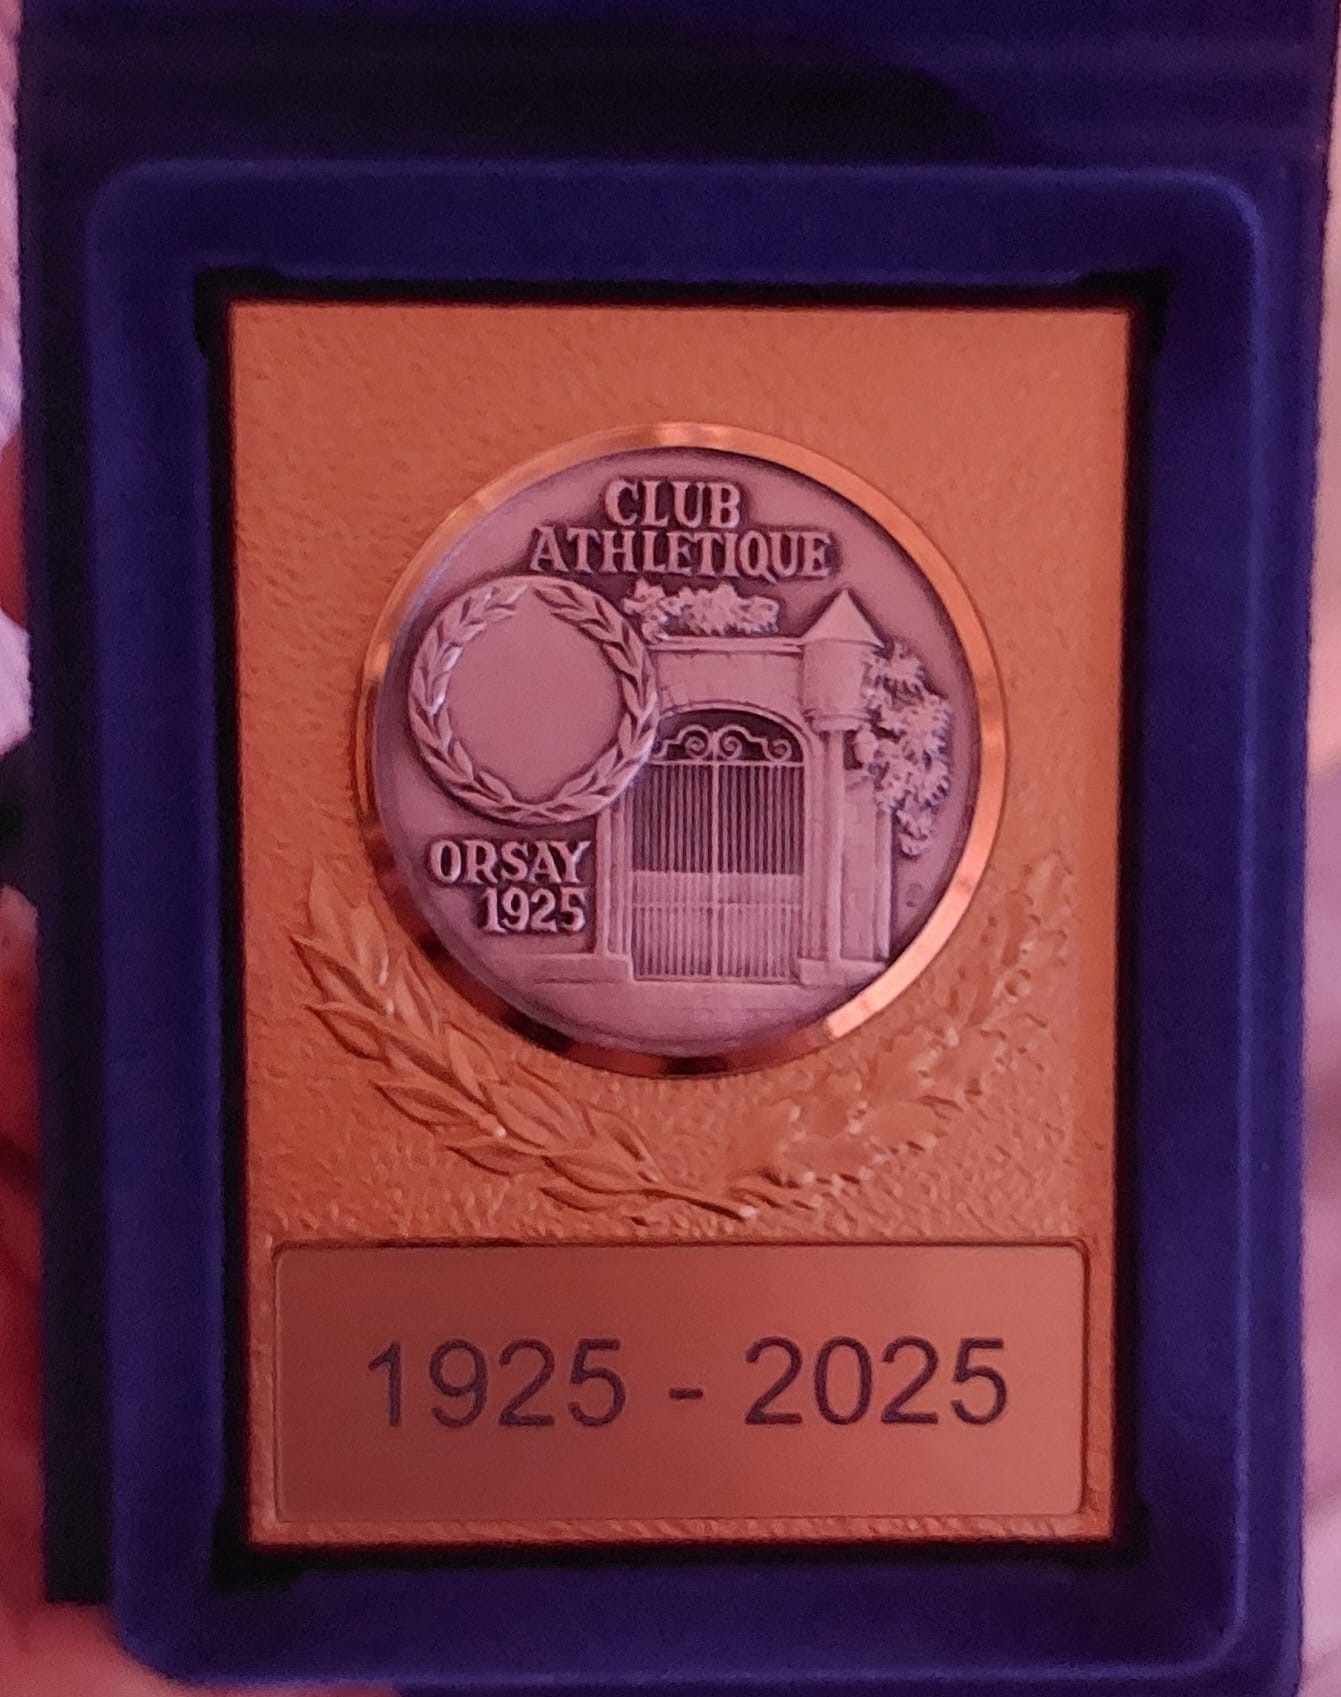 CLUB
ATHLETIQUE
ORSAY
1925
1925 - 2025